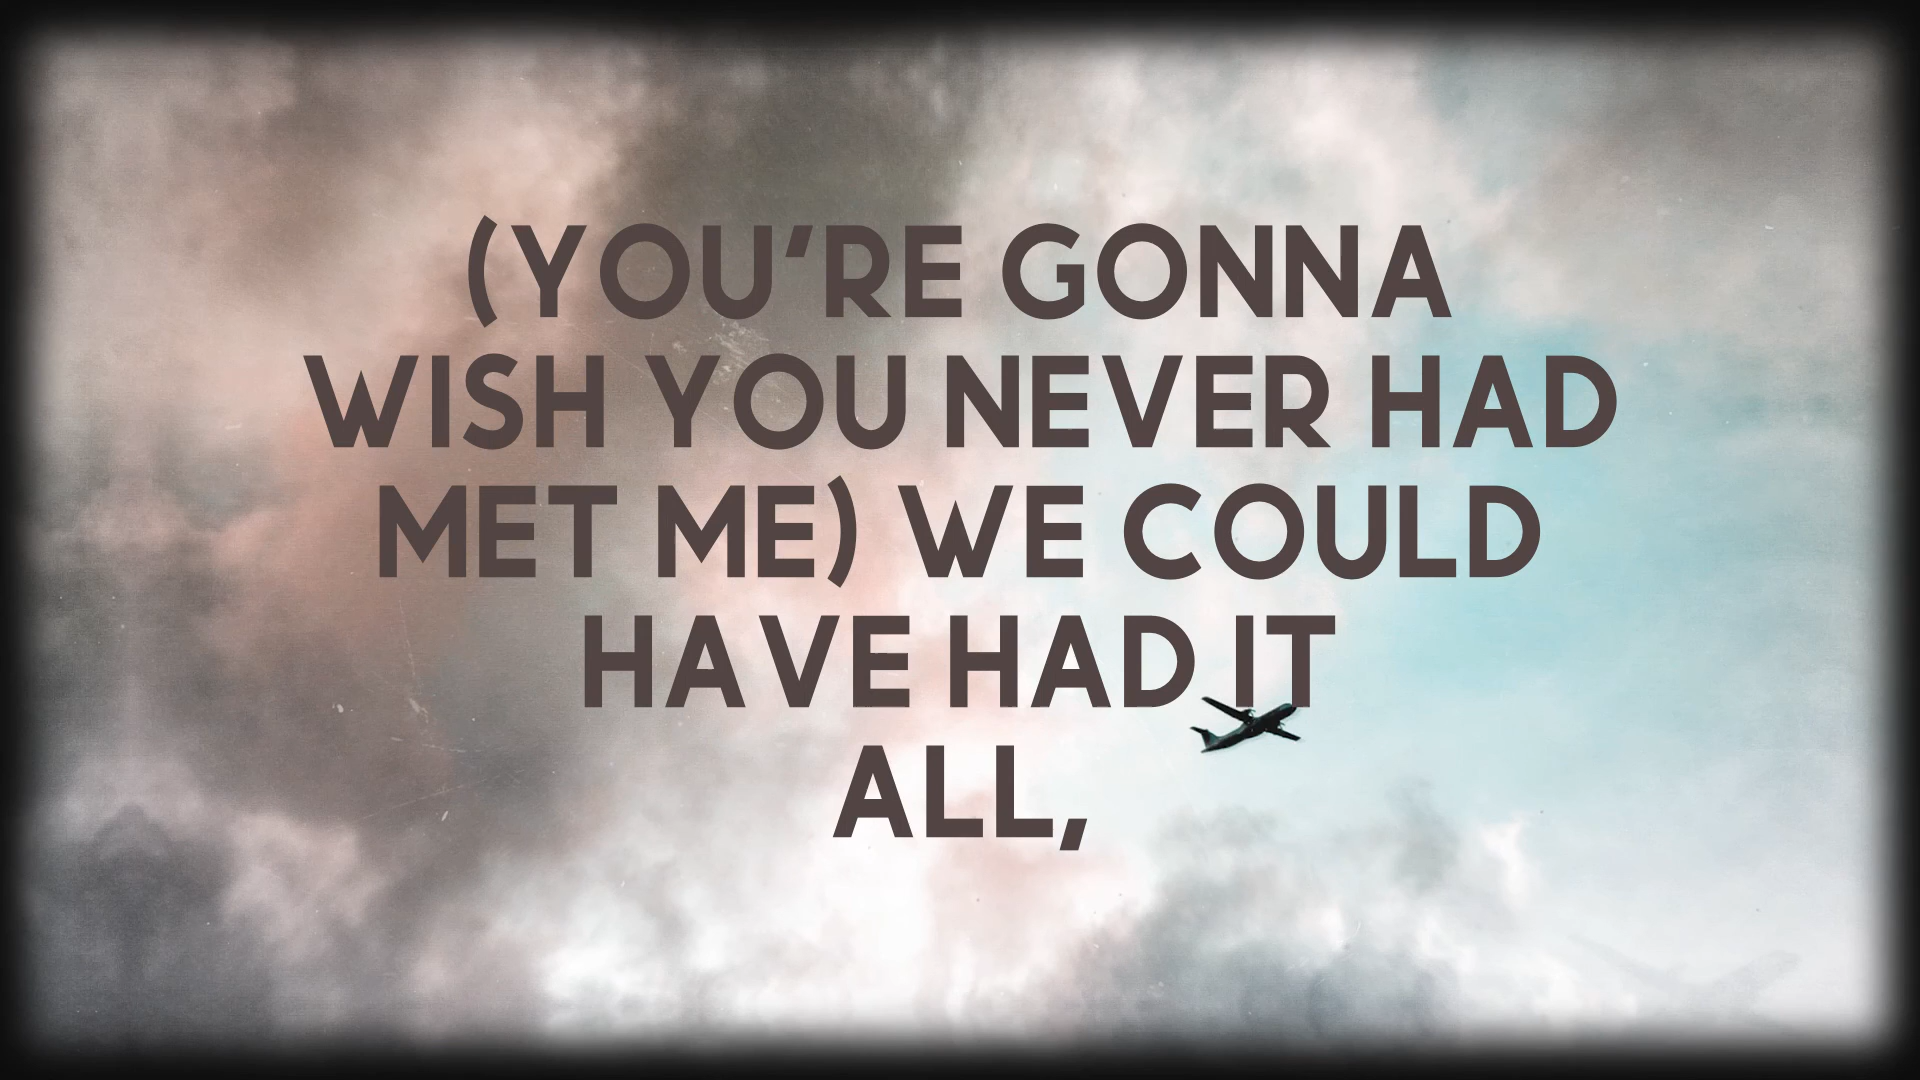 (YOU'RE GONNA
WISH YOU NEVER HAD
MET ME) WE COULD
HAVE HAD IT
ALL,